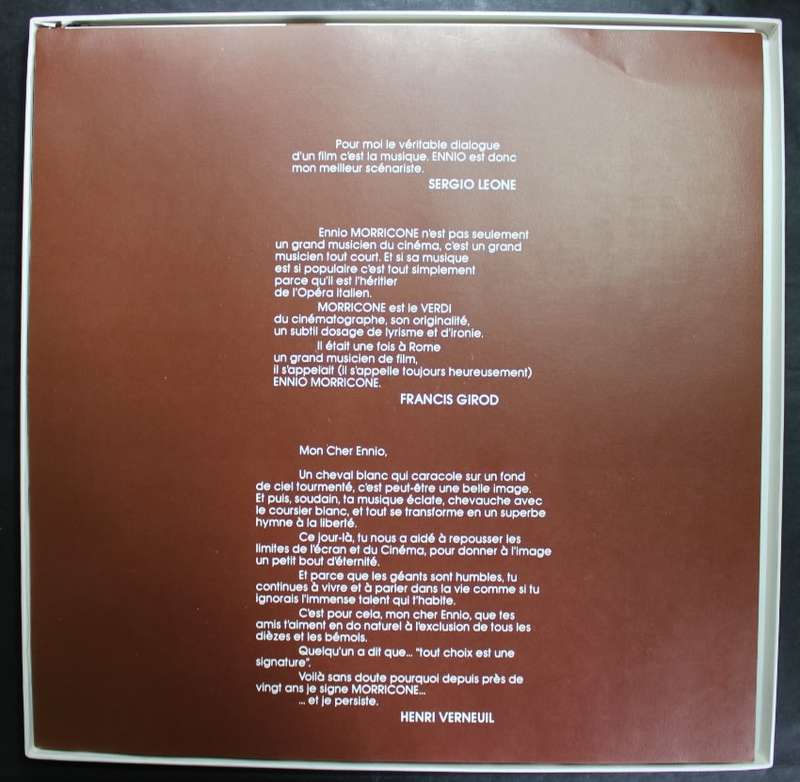 Pour moi le véritable dialogue
d'un film c'est la musique. ENNIO est donc
mon meilleur scénariste.
SERGIO LEONE
Ennio MORRICONE n'est pas seulement
un grand musicien du cinéma, c'est un grand
musicien tout court. Et si sa musique
est si populaire c'est tout simplement
parce qu'il est l'héritier
de l'Opéra italien.
MORRICONE est le VERDI
du cinématographe, son originalité,
un subtil dosage de lyrisme et d'ironie.
Il était une fois à Rome
un grand musicien de film,
il s'appelait (il s'appelle toujours heureusement)
ENNIO MORRICONE.
FRANCIS GIROD
Mon Cher Ennio,
Un cheval blanc qui caracole sur un fond
de ciel tourmenté, c'est peut-être une belle image.
Et puis, soudain, ta musique éclate, chevauche avec
le coursier blanc, et tout se transforme en un superbe
hymne à la liberté.
Ce jour-là, tu nous a aidé à repousser les
limites de l'écran et du Cinéma, pour donner à l'image
un petit bout d'éternité.
Et parce que les géants sont humbles, tu
continues à vivre et à parler dans la vie comme si tu
ignorais l'immense talent qui t'habite.
C'est pour cela, mon cher Ennio, que tes
amis t'aiment en do naturel à l'exclusion de tous les
dièzes et les bémois.
Quelqu'un a dit que... "tout choix est une
signature".
Voilà sans doute pourquoi depuis près de
vingt ans je signe MORRICONE...
... et je persiste.
HENRI VERNEUIL